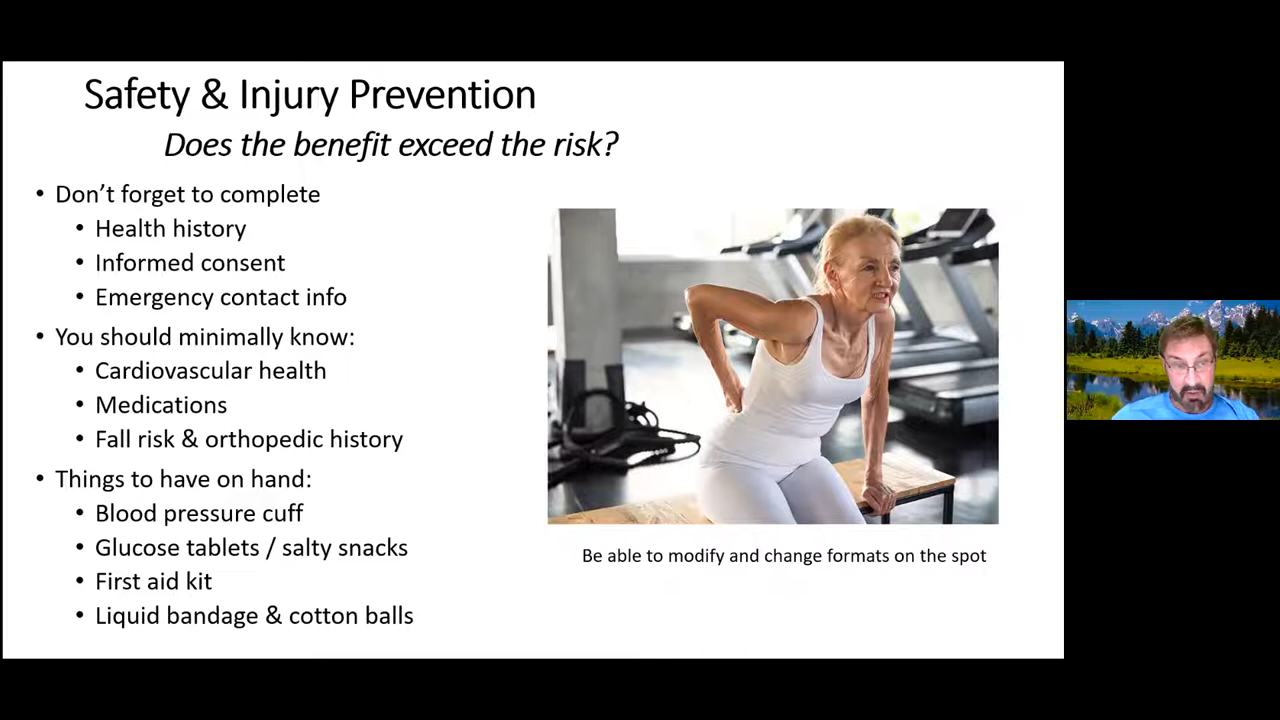 Safety & Injury Prevention
Does the benefit exceed the risk?
• Don’t forget to complete
• Health history
• Informed consent
• Emergency contact info
• You should minimally know:
• Cardiovascular health
• Medications
• Fall risk & orthopedic history
• Things to have on hand:
• Blood pressure cuff
• Glucose tablets / salty snacks
• First aid kit
• Liquid bandage & cotton balls
Be able to modify and change formats on the spot